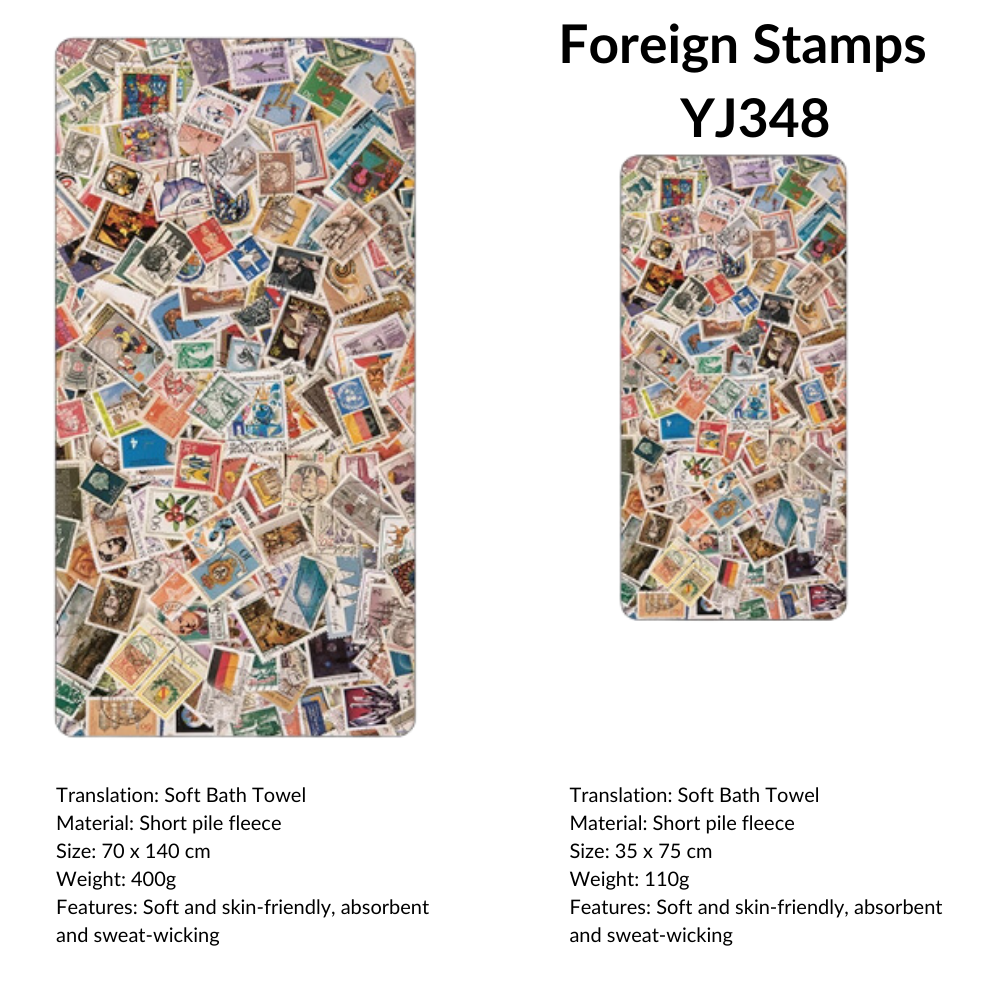 Foreign Stamps
YJ348
Translation: Soft Bath Towel
Material: Short pile fleece
Size: 70 x 140 cm
Weight: 400g
Features: Soft and skin-friendly, absorbent
and sweat-wicking
Translation: Soft Bath Towel
Material: Short pile fleece
Size: 35 x 75 cm
Weight: 110g
Features: Soft and skin-friendly, absorbent
and sweat-wicking